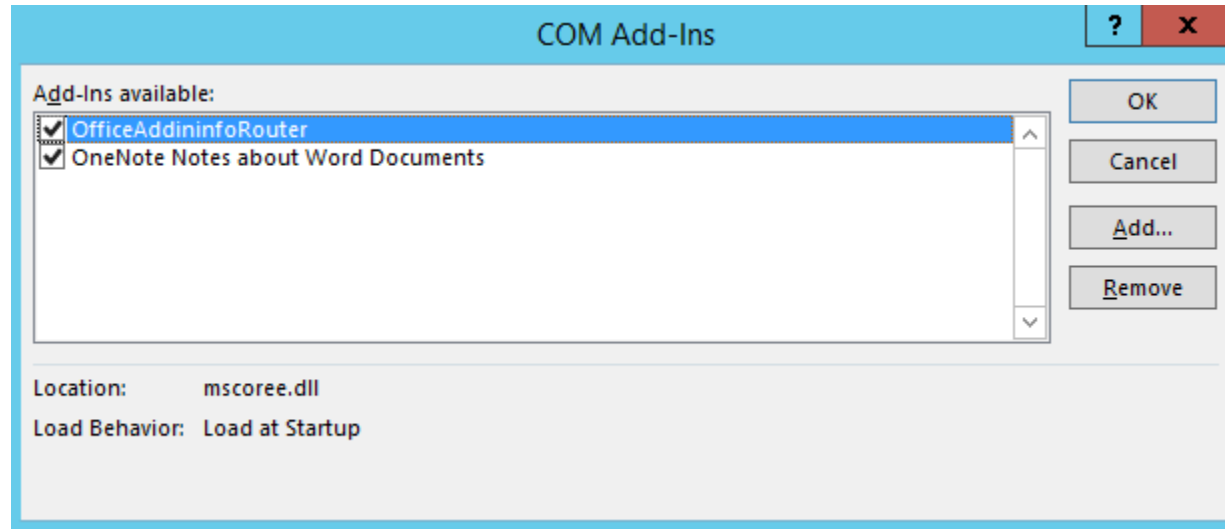 COM Add-Ins
?
x
Add-Ins available:
OfficeAddininfoRouter
OneNote Notes about Word Documents
OK
Cancel
Add...
Remove
Location: mscoree.dll
Load Behavior: Load at Startup